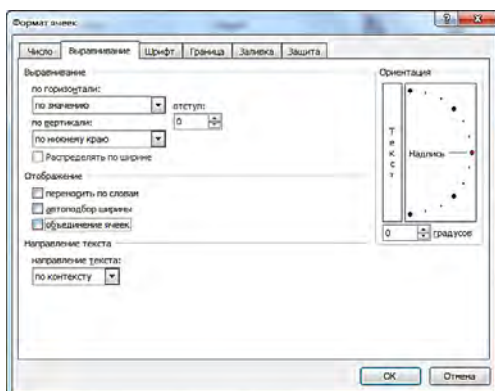 Формат ячеек
Число Выравнивание Шрифт Граница Заливка Защита
Выравнивание
по горизонтали:
по значению
отступ:
0
по вертикали:
по нижнему краю
Распределять по ширине
Отображение
переносить по словам
автоподбор ширины
объединение ячеек
Направление текста
направление текста:
по контексту
Ориентация
Текст
Надпись
0 градусов
ОК Отмена